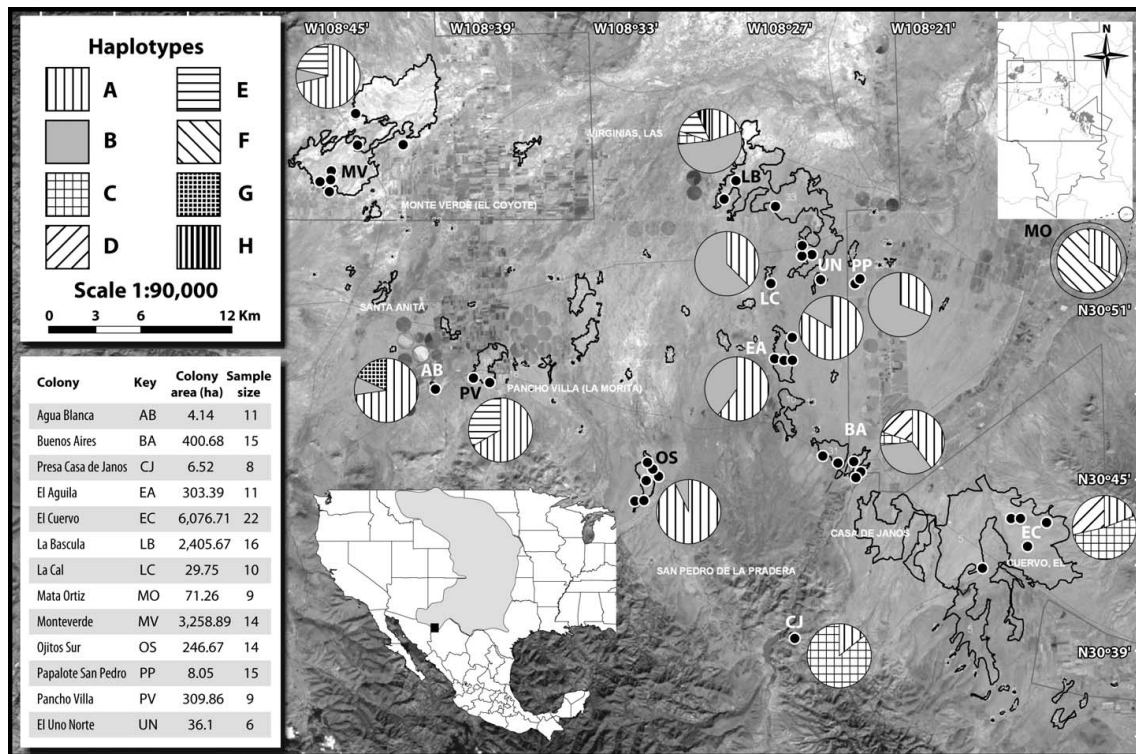 W108°45' W108°39' W108°33' W108°27' W108°21'
Haplotypes
A E
B F
C G
D H
Scale 1:90,000
0 3 6 12 Km
Colony Key Colony area (ha) Sample size
Agua Blanca AB 4.14 11
Buenos Aires BA 400.68 15
Presa Casa de Janos CJ 6.52 8
El Aguila EA 303.39 11
El Cuervo EC 6,076.71 22
La Bascula LB 2,405.67 16
La Cal LC 29.75 10
Mata Ortiz MO 71.26 9
Monteverde MV 3,258.89 14
Ojitos Sur OS 246.67 14
Papalote San Pedro PP 8.05 15
Pancho Villa PV 309.86 9
El Uno Norte UN 36.1 6
N
VIRGINIAS, LAS
MV
LB
33
MONTE VERDE (EL COYOTE)
MO
UN PP
LC
SANTA ANITA
N30°51'
EA
AB
PV
PANCHO VILLA (LA MORITA)
BA
OS
N30°45'
CASA DE JANOS
5
EC
CUERVO, EL
SAN PEDRO DE LA PRADERA
CJ
N30°39'